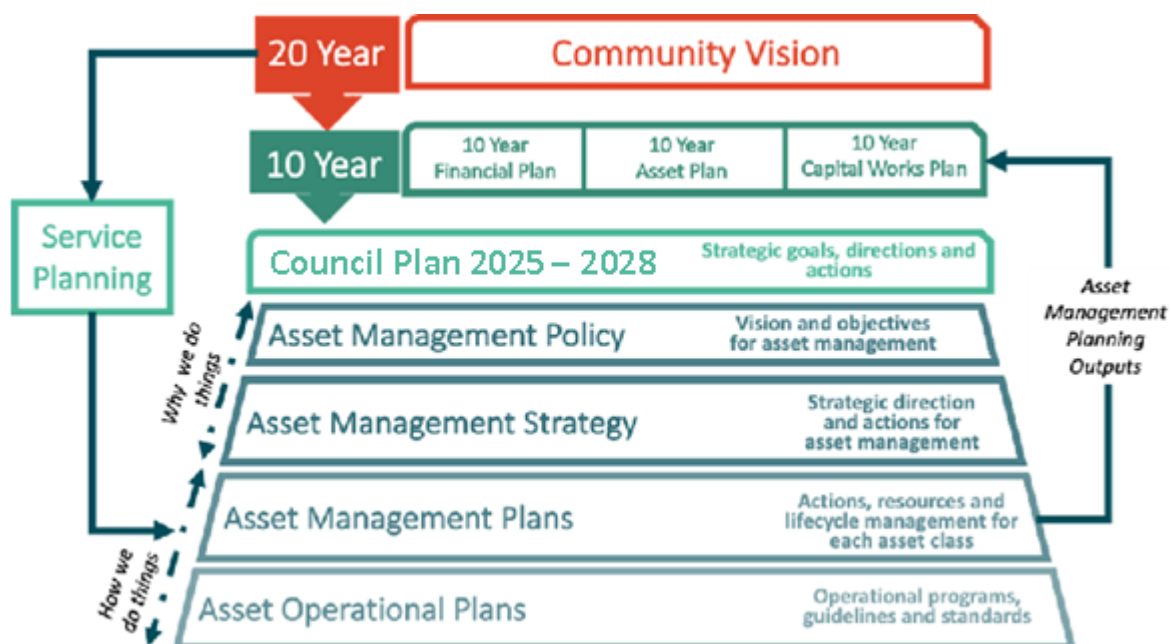 20 Year
Community Vision
10 Year
10 Year
Financial Plan
10 Year
Asset Plan
10 Year
Capital Works Plan
Service
Planning
Council Plan 2025 – 2028
Strategic goals, directions and
actions
Asset
Management
Planning
Outputs
Why we do
things
Asset Management Policy
Vision and objectives
for asset management
Asset Management Strategy
Strategic direction
and actions for
asset management
How we
do things
Asset Management Plans
Actions, resources and
lifecycle management for
each asset class
Asset Operational Plans
Operational programs,
guidelines and standards